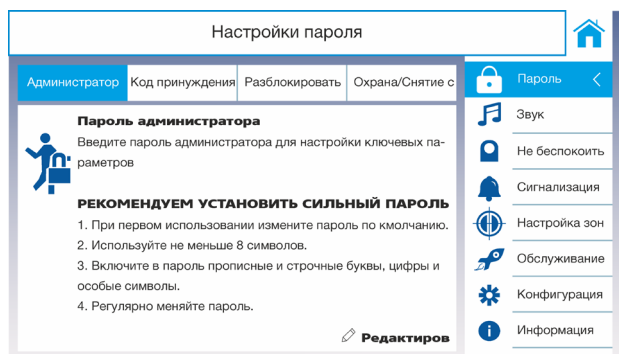 Настройки пароля
Администратор
Код принуждения
Разблокировать
Охрана/Снятие с
Пароль администратора
Введите пароль администратора для настройки ключевых па-
раметров
РЕКОМЕНДУЕМ УСТАНОВИТЬ СИЛЬНЫЙ ПАРОЛЬ
1. При первом использовании измените пароль по кмолчанию.
2. Используйте не меньше 8 символов.
3. Включите в пароль прописные и строчные буквы, цифры и
особые символы.
4. Регулярно меняйте пароль.
Редактиров
Пароль
Звук
Не беспокоить
Сигнализация
Настройка зон
Обслуживание
Конфигурация
Информация